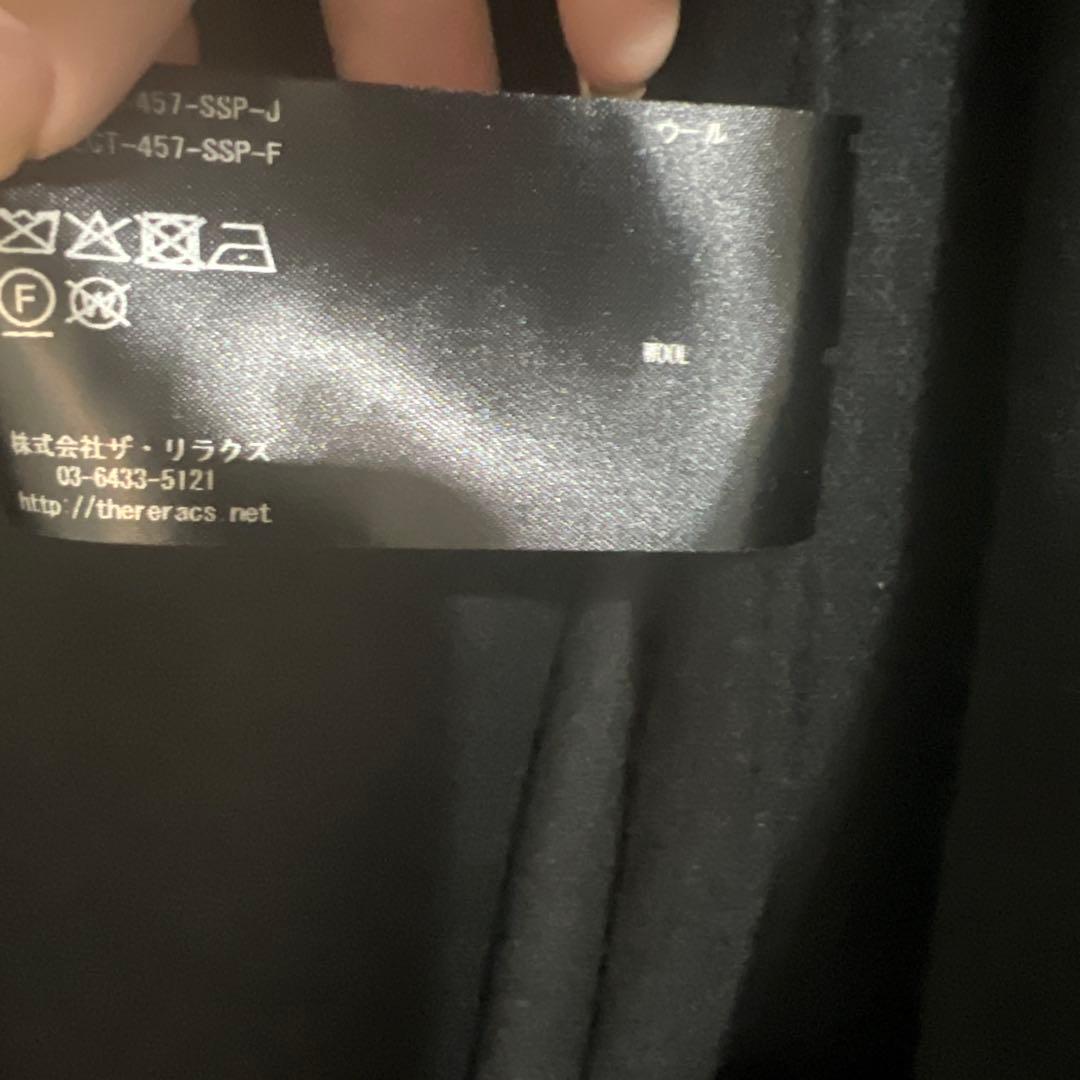 457-SSP-J
CT-457-SSP-F
ウール
F
W
WOOL
株式会社ザ・リラクス
03-6433-5121
http://thereracs.net